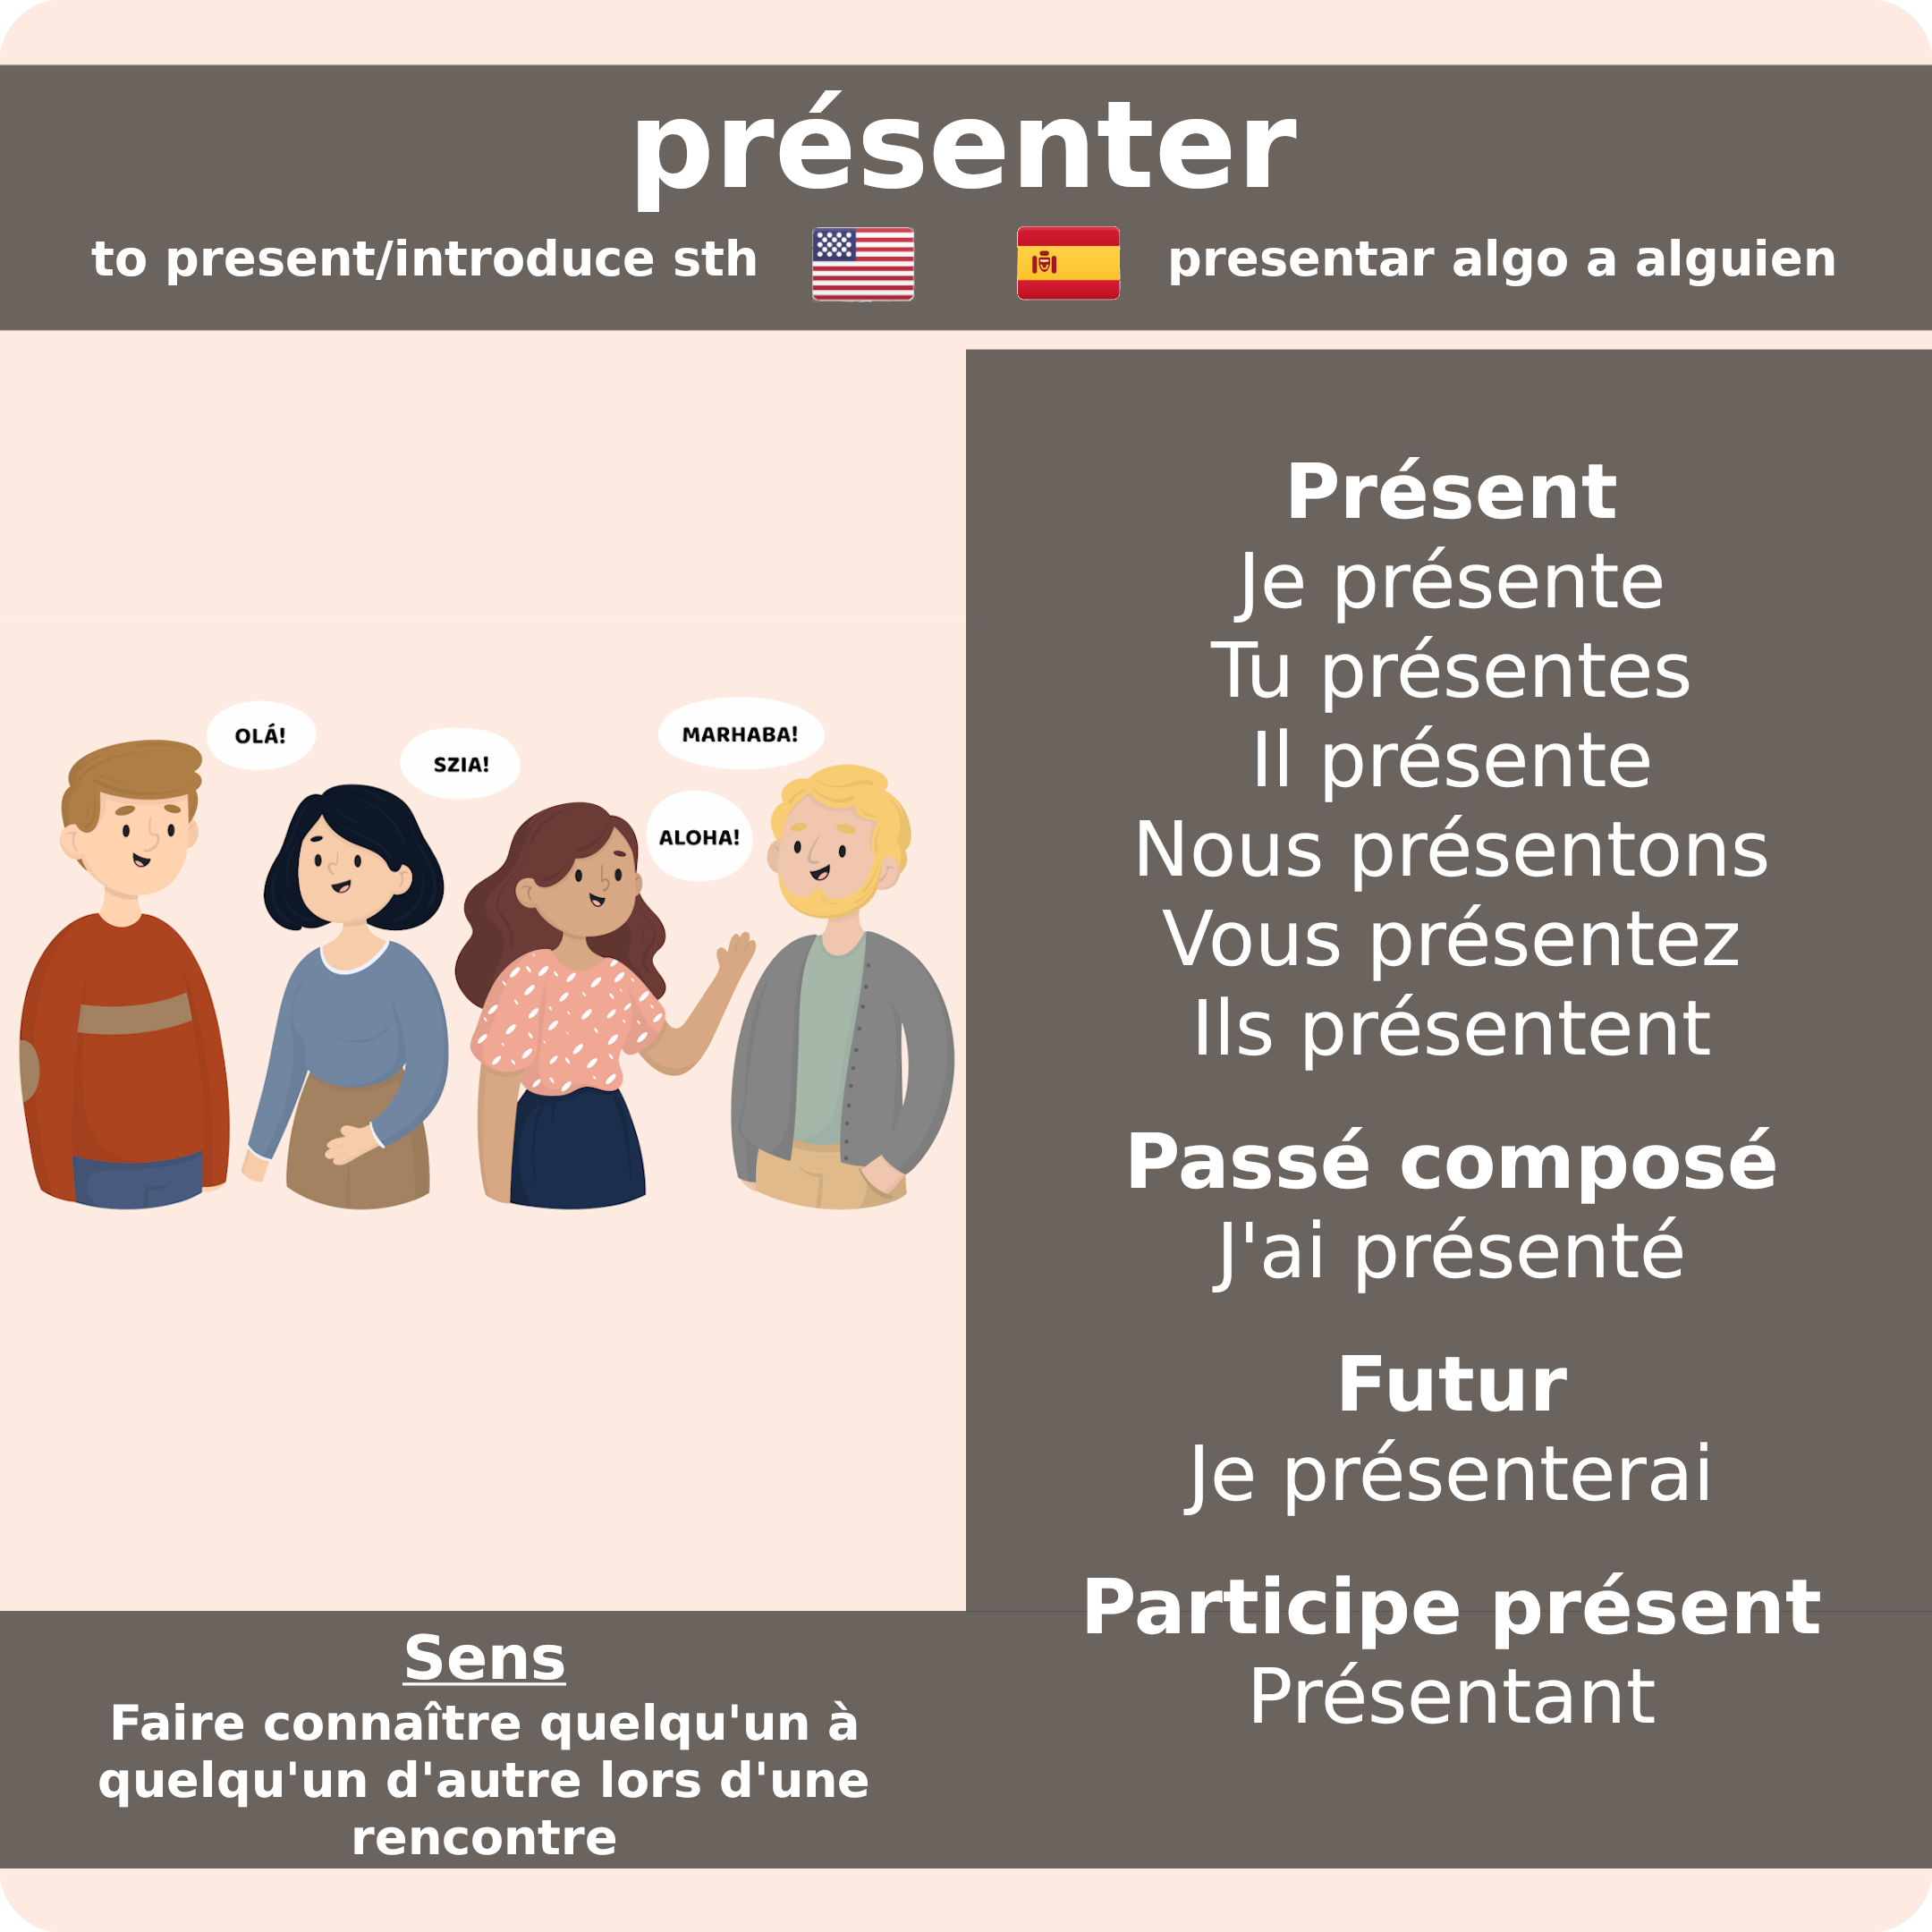 présenter
to present/introduce sth
presentar algo a alguien
OLÁ!
SZIA!
MARHABA!
ALOHA!
Présent
Je présente
Tu présentes
Il présente
Nous présentons
Vous présentez
Ils présentent
Passé composé
J'ai présenté
Futur
Je présenterai
Participe présent
Présentant
Sens
Faire connaître quelqu'un à
quelqu'un d'autre lors d'une
rencontre